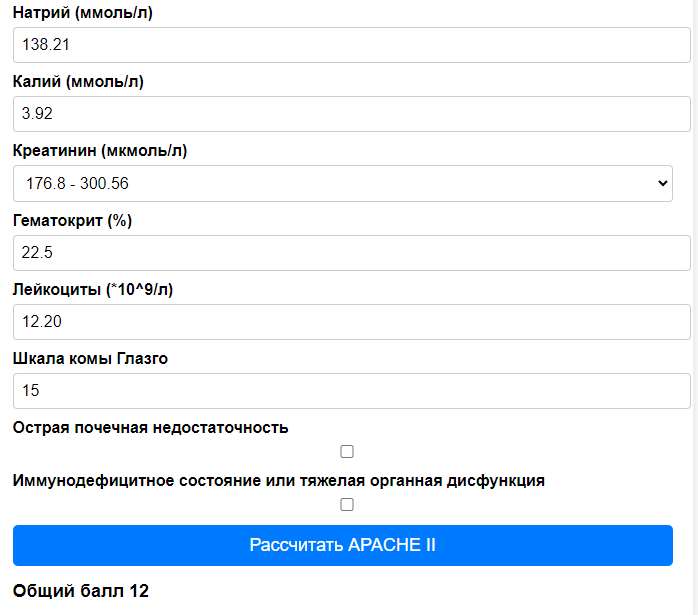 Натрий (ммоль/л)
138.21
Калий (ммоль/л)
3.92
Креатинин (мкмоль/л)
176.8 - 300.56
Гематокрит (%)
22.5
Лейкоциты (*10^9/л)
12.20
Шкала комы Глазго
15
Острая почечная недостаточность
Иммунодефицитное состояние или тяжелая органная дисфункция
Рассчитать APACHE II
Общий балл 12